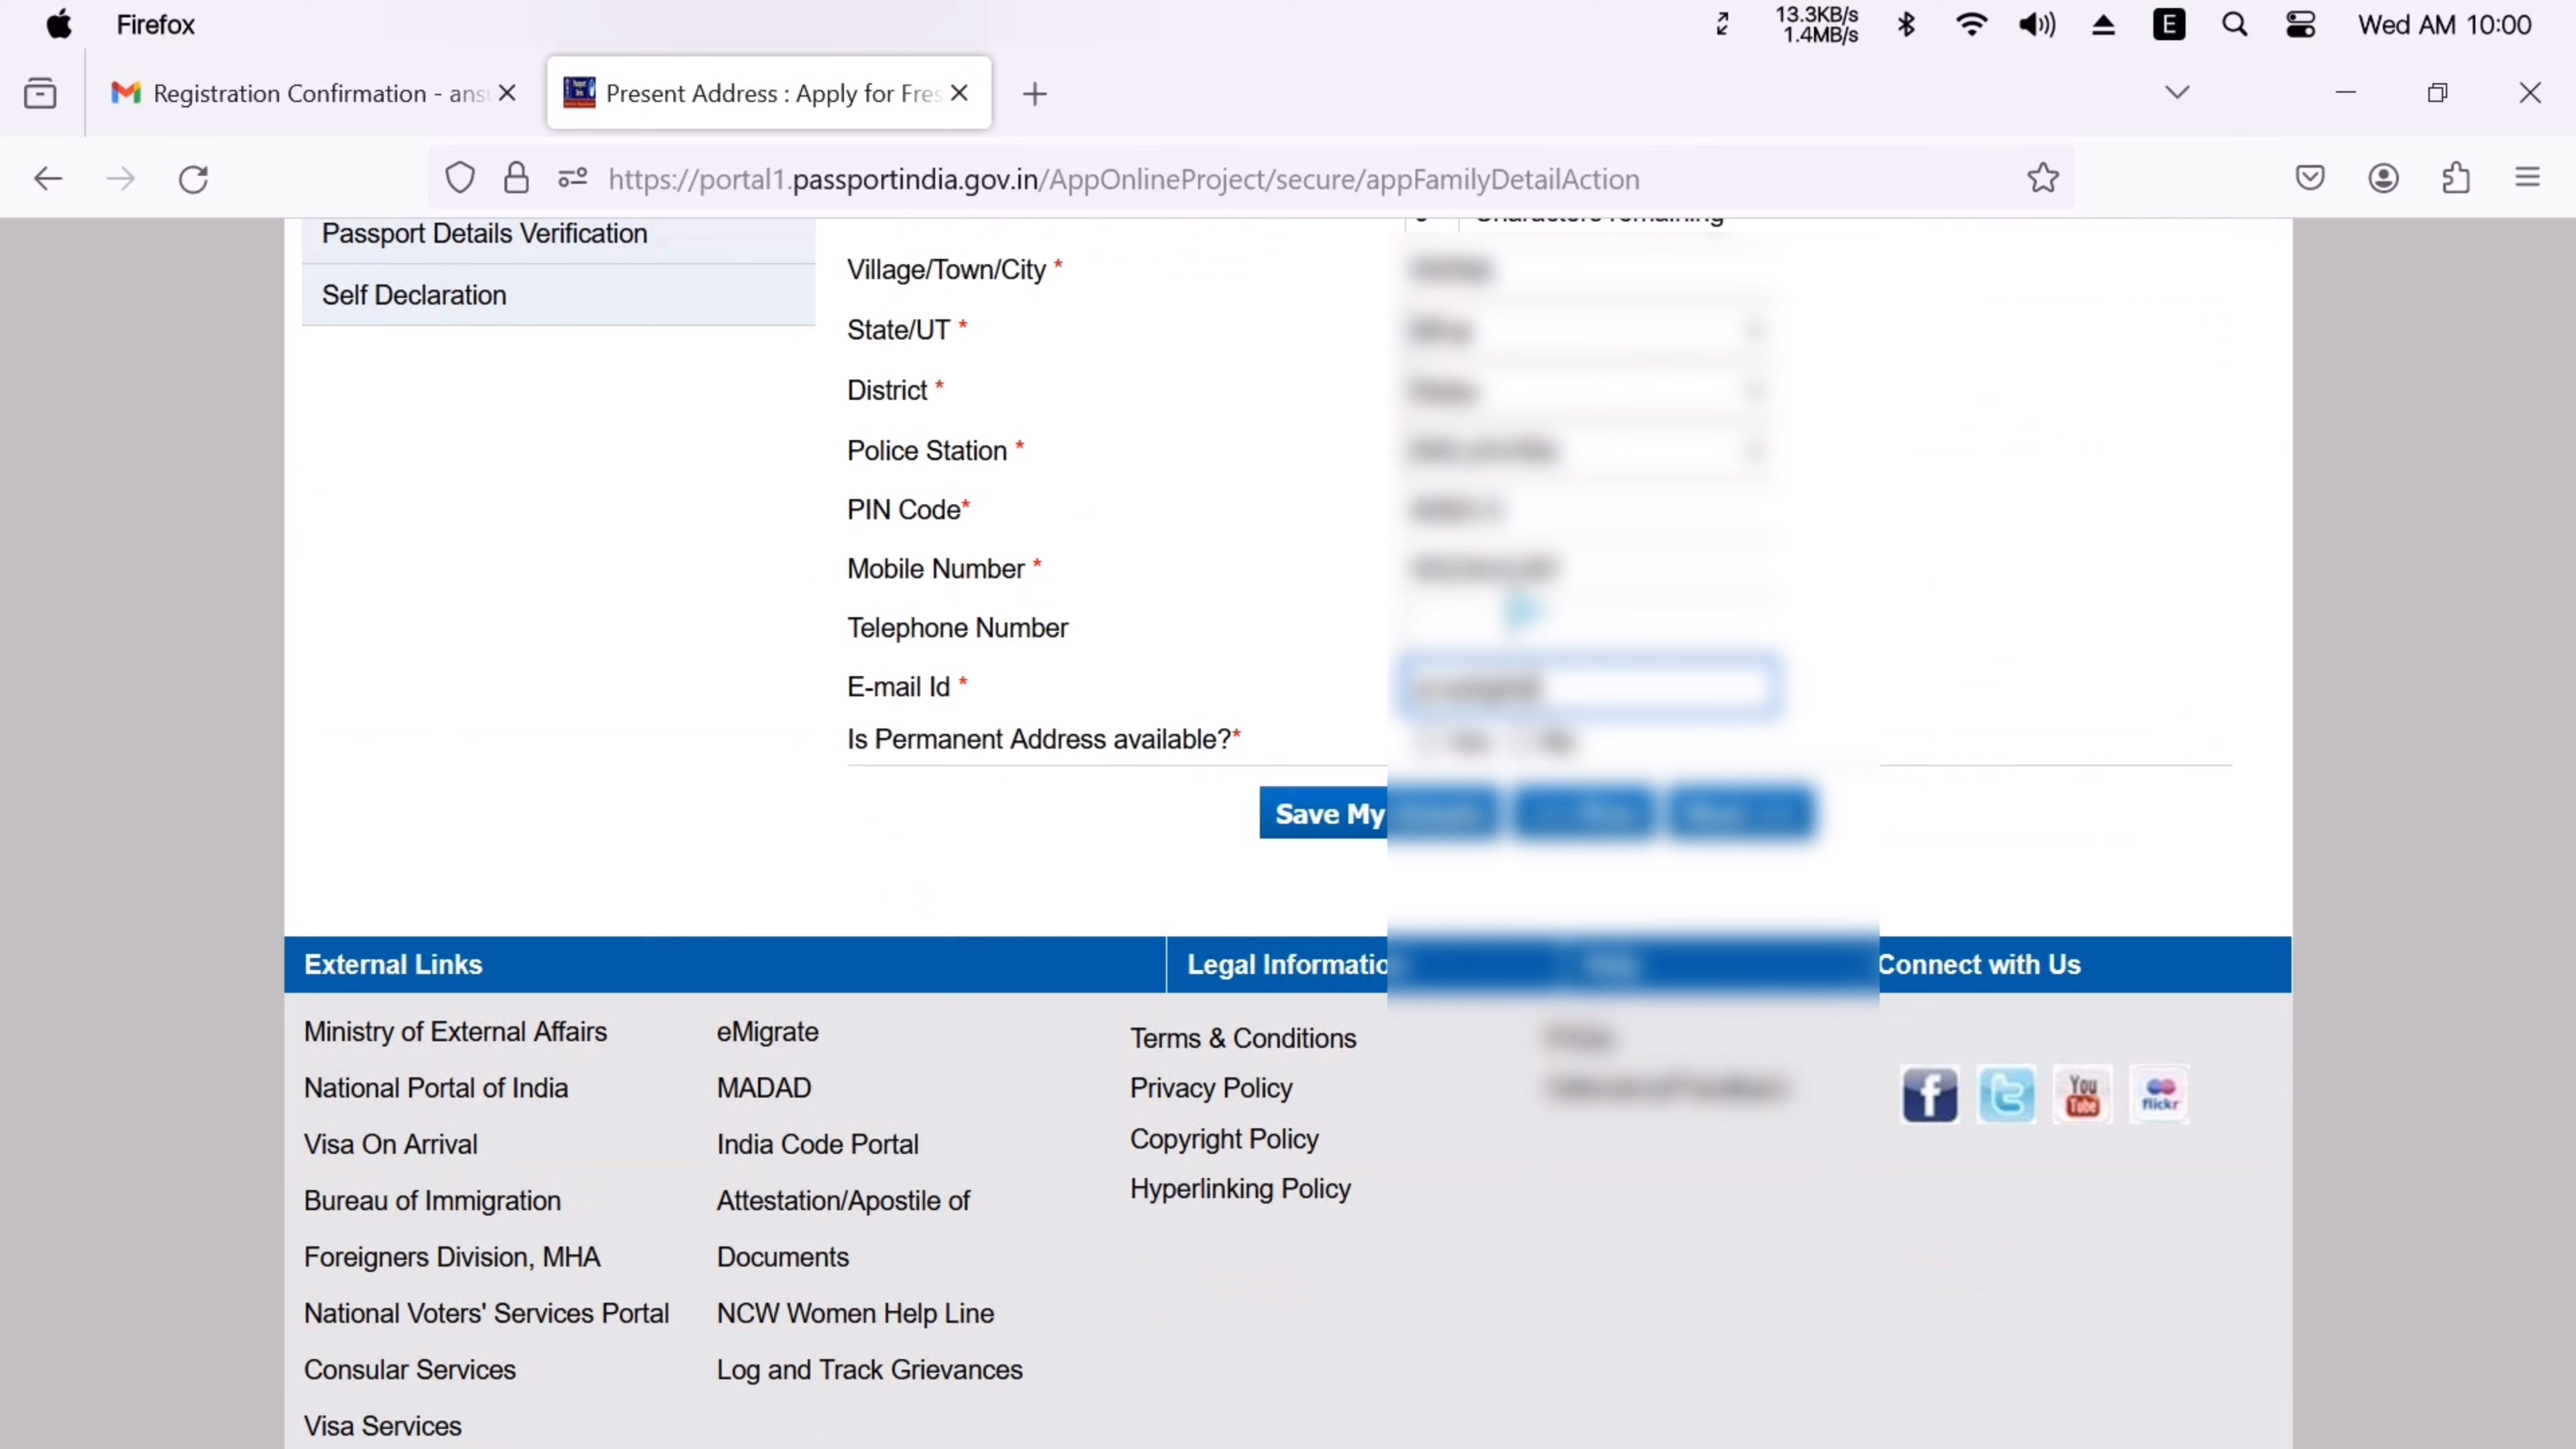 Firefox
13.3KB/s
1.4MB/s
E
Wed AM 10:00
Registration Confirmation - ans
Present Address : Apply for Fres
https://portal1.passportindia.gov.in/AppOnlineProject/secure/appFamilyDetailAction
Passport Details Verification
Self Declaration
Characters remaining
Village/Town/City *
State/UT *
District *
Police Station *
PIN Code*
Mobile Number *
Telephone Number
E-mail Id *
Is Permanent Address available?*
Save My
External Links
Legal Informatio
Connect with Us
Ministry of External Affairs
National Portal of India
Visa On Arrival
Bureau of Immigration
Foreigners Division, MHA
National Voters' Services Portal
Consular Services
Visa Services
eMigrate
MADAD
India Code Portal
Attestation/Apostile of
Documents
NCW Women Help Line
Log and Track Grievances
Terms & Conditions
Privacy Policy
Copyright Policy
Hyperlinking Policy
You
Tube
flickr